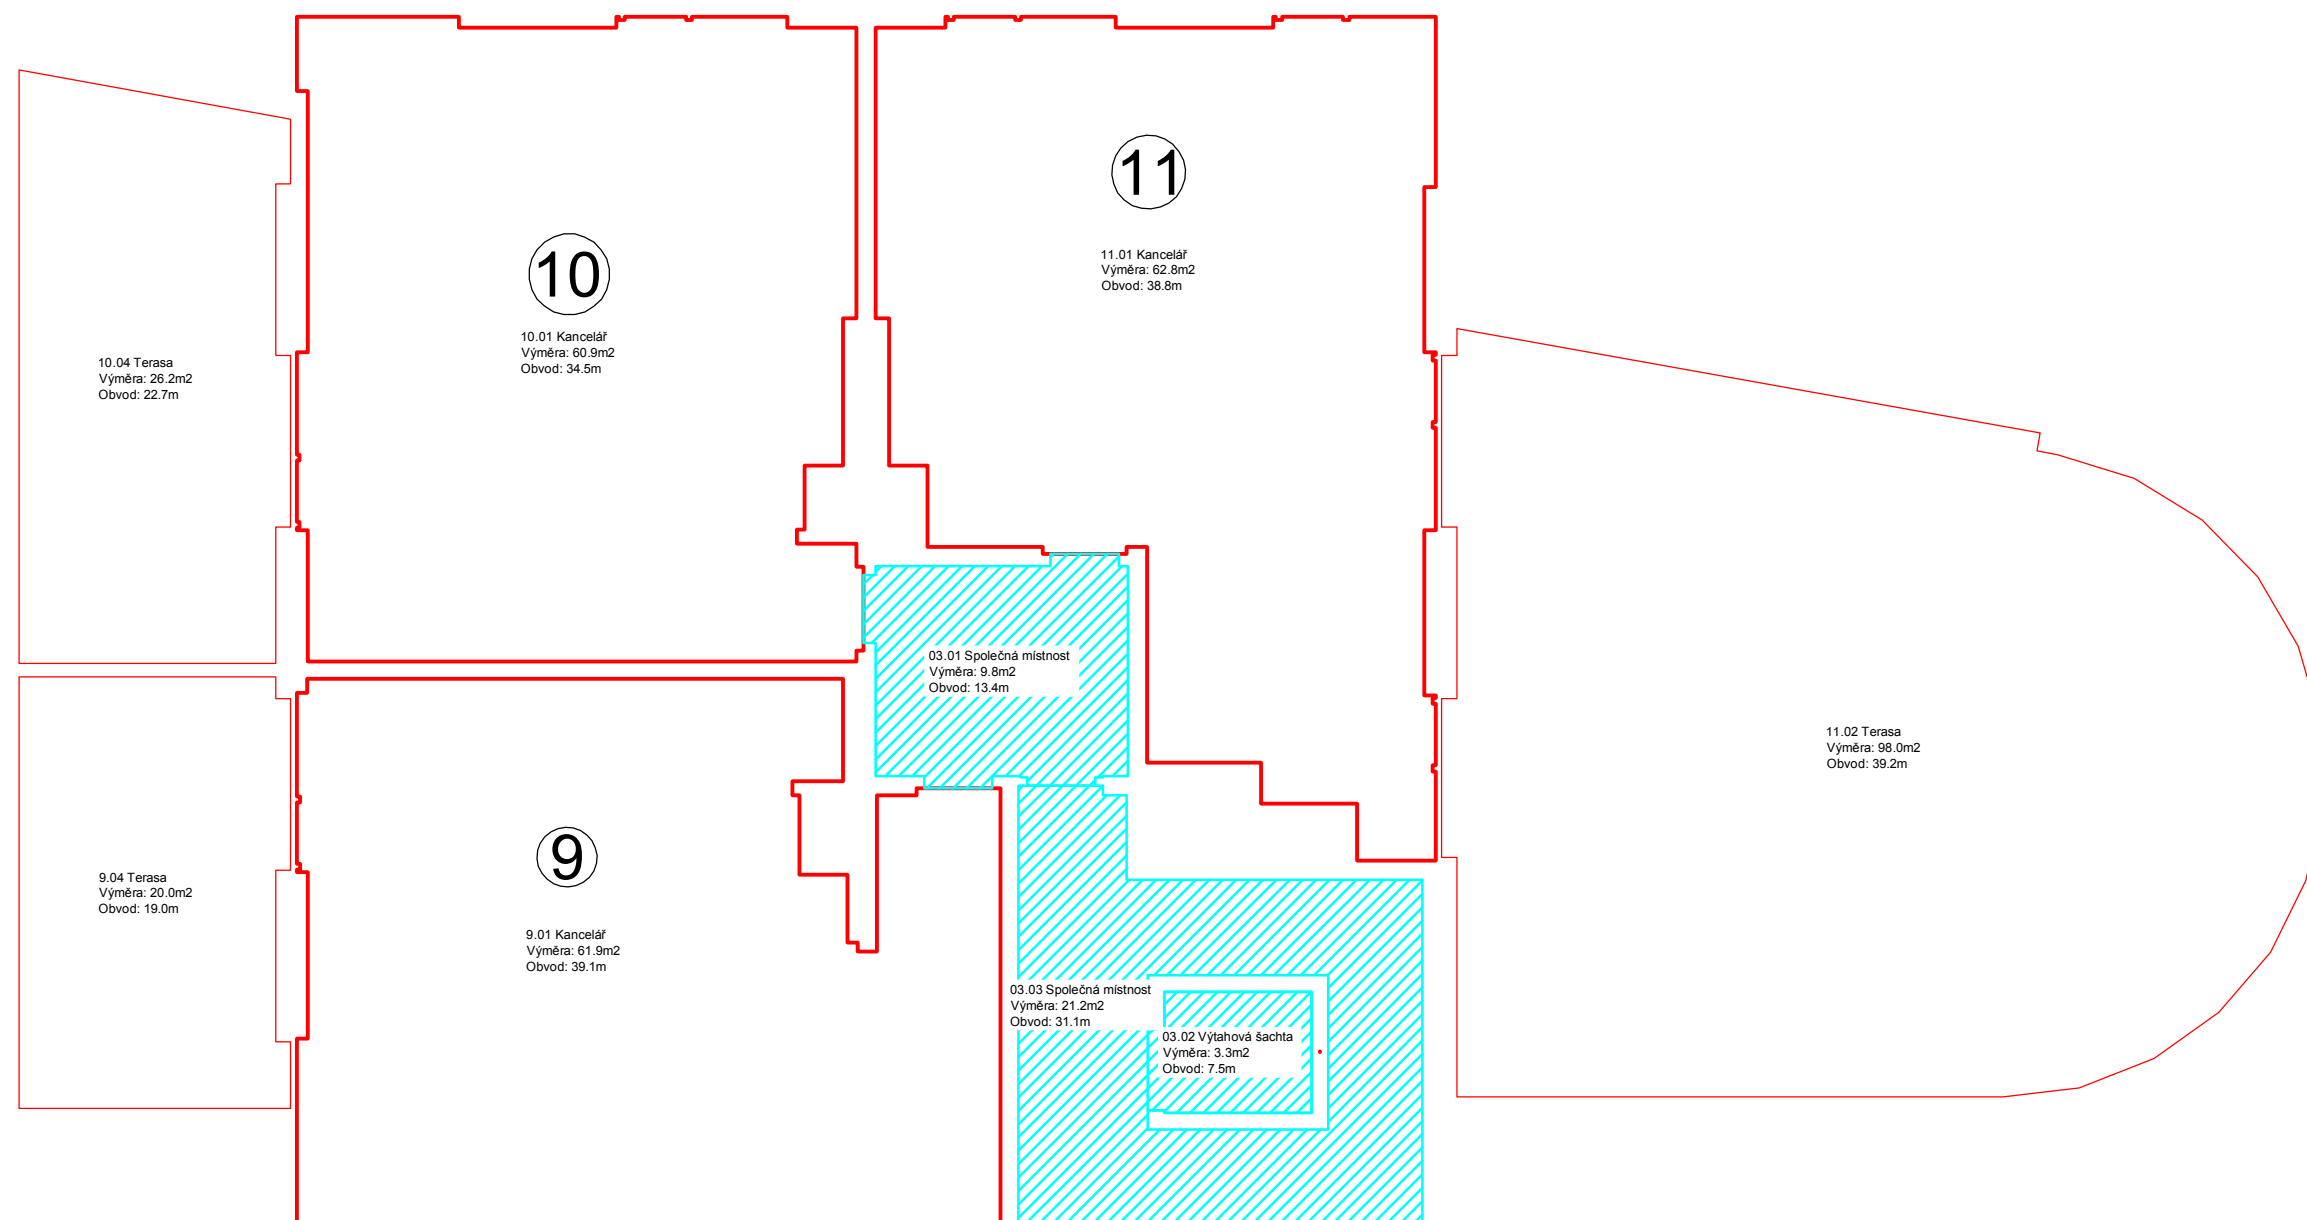 11
11.01 Kancelář
Výměra: 62.8m2
Obvod: 38.8m
10
10.01 Kancelář
Výměra: 60.9m2
Obvod: 34.5m
10.04 Terasa
Výměra: 26.2m2
Obvod: 22.7m
03.01 Společná místnost
Výměra: 9.8m2
Obvod: 13.4m
11.02 Terasa
Výměra: 98.0m2
Obvod: 39.2m
9
9.04 Terasa
Výměra: 20.0m2
Obvod: 19.0m
9.01 Kancelář
Výměra: 61.9m2
Obvod: 39.1m
03.03 Společná místnost
Výměra: 21.2m2
Obvod: 31.1m
03.02 Výtahová šachta
Výměra: 3.3m2
Obvod: 7.5m